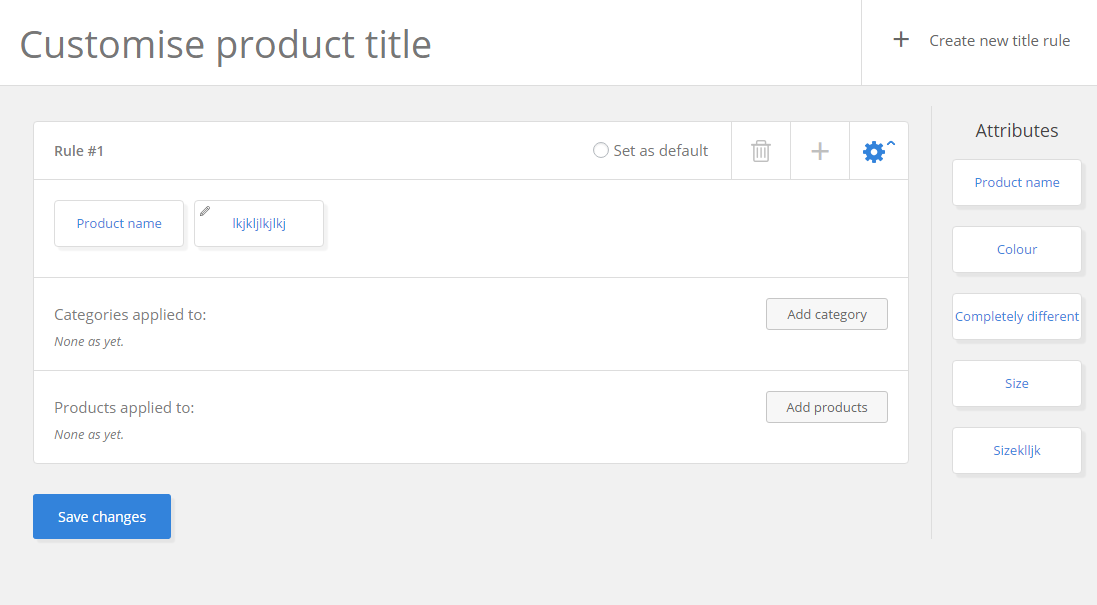 Customise product title
Create new title rule
Rule #1
Set as default
Product name
lkjkljlkjlkj
Categories applied to:
Add category
None as yet.
Products applied to:
Add products
None as yet.
Save changes
Attributes
Product name
Colour
Completely different
Size
Sizeklljk